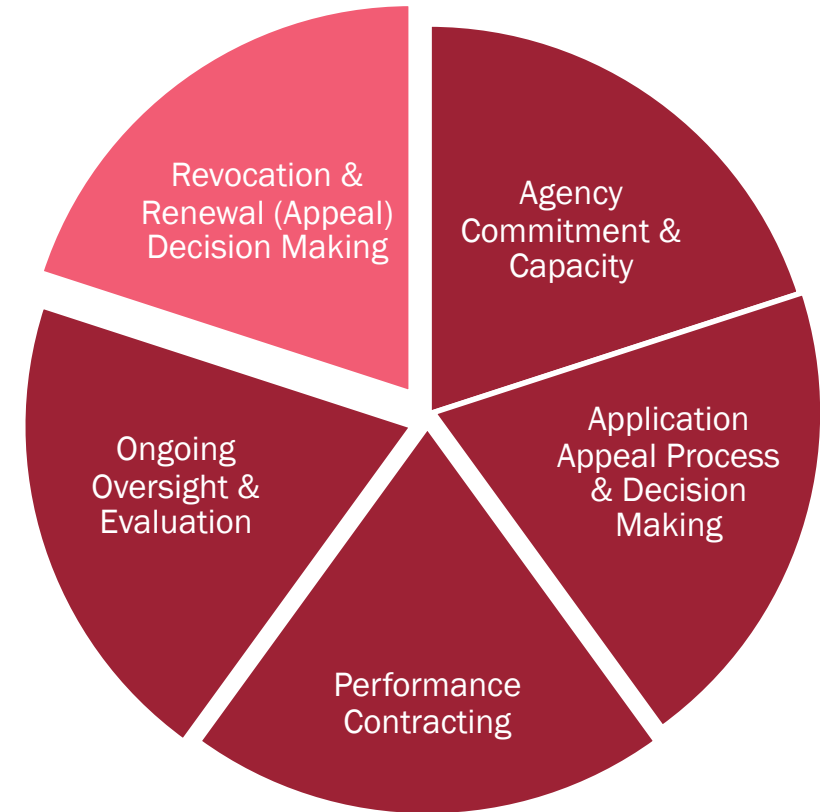 Revocation &
Renewal (Appeal)
Decision Making
Agency
Commitment &
Capacity
Application
Appeal Process
& Decision
Making
Ongoing
Oversight &
Evaluation
Performance
Contracting